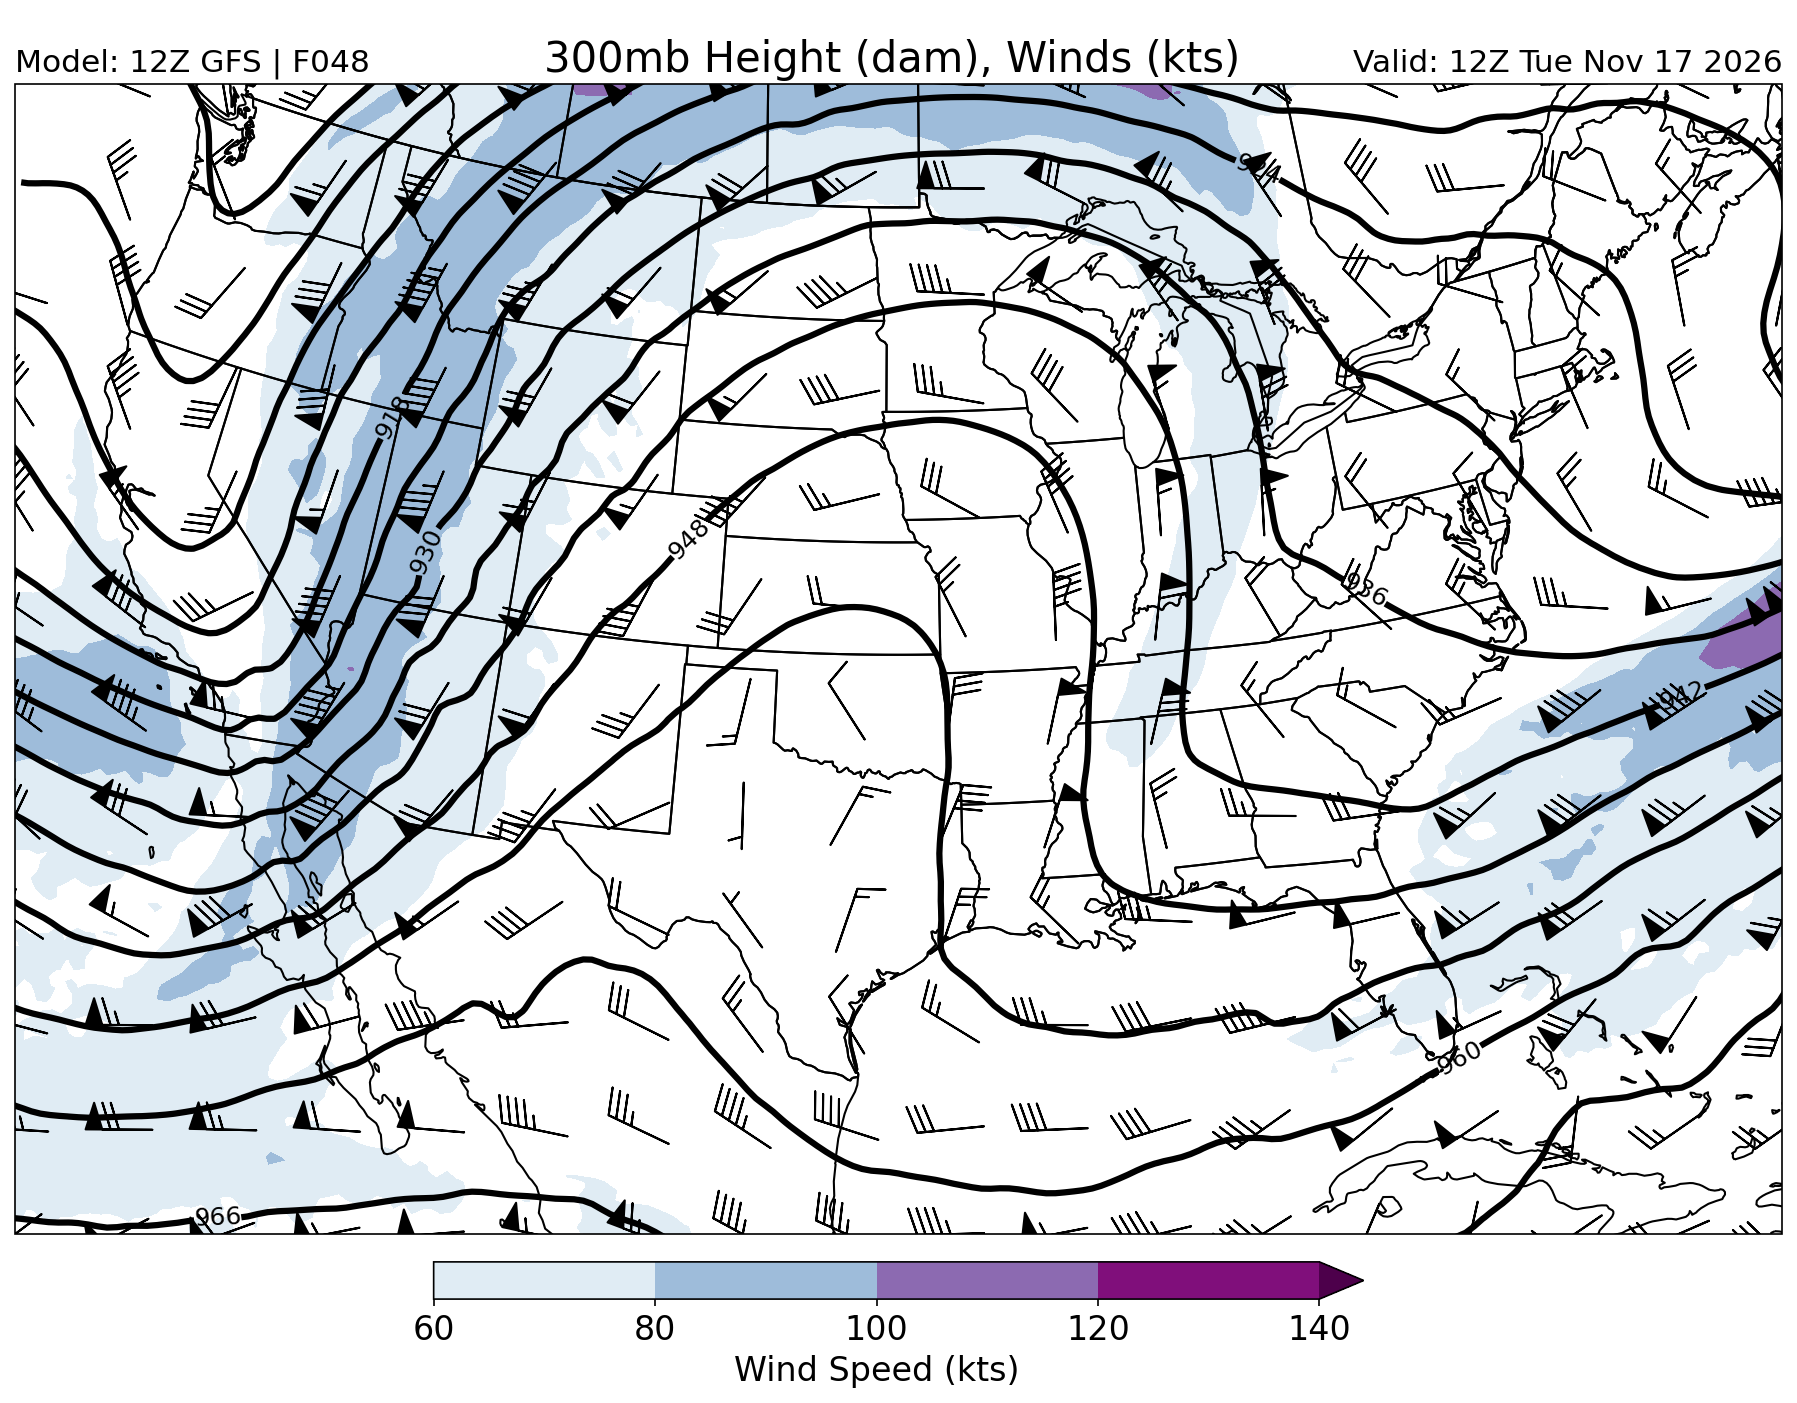 Model: 12Z GFS | F048
300mb Height (dam), Winds (kts)
Valid: 12Z Tue Nov 17 2026
918
930
948
936
942
960
966
60 80 100 120 140
Wind Speed (kts)